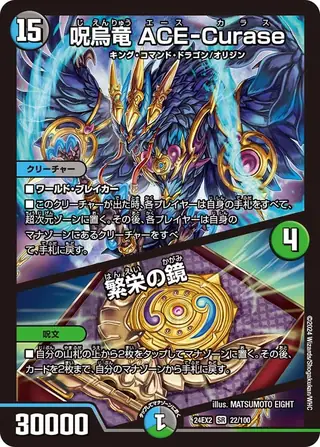 15
呪烏竜 ACE-Curase
じえんりゅう エース カラス
キング・コマンド・ドラゴン/オリジン
クリーチャー
■ワールド・ブレイカー
■このクリーチャーが出た時、各プレイヤーは自身の手札をすべて、
超次元ゾーンに置く。その後、各プレイヤーは自身の
マナゾーンにあるクリーチャーをすべ
て、手札に戻す。
4
はんえい かがみ
繁栄の鏡
呪文
■自分の山札の上から2枚をタップしてマナゾーンに置く。その後、
カードを2枚まで、自分のマナゾーンから手札に戻す。
illus. MATSUMOTO EIGHT
30000
1
24EX2 SR 22/100